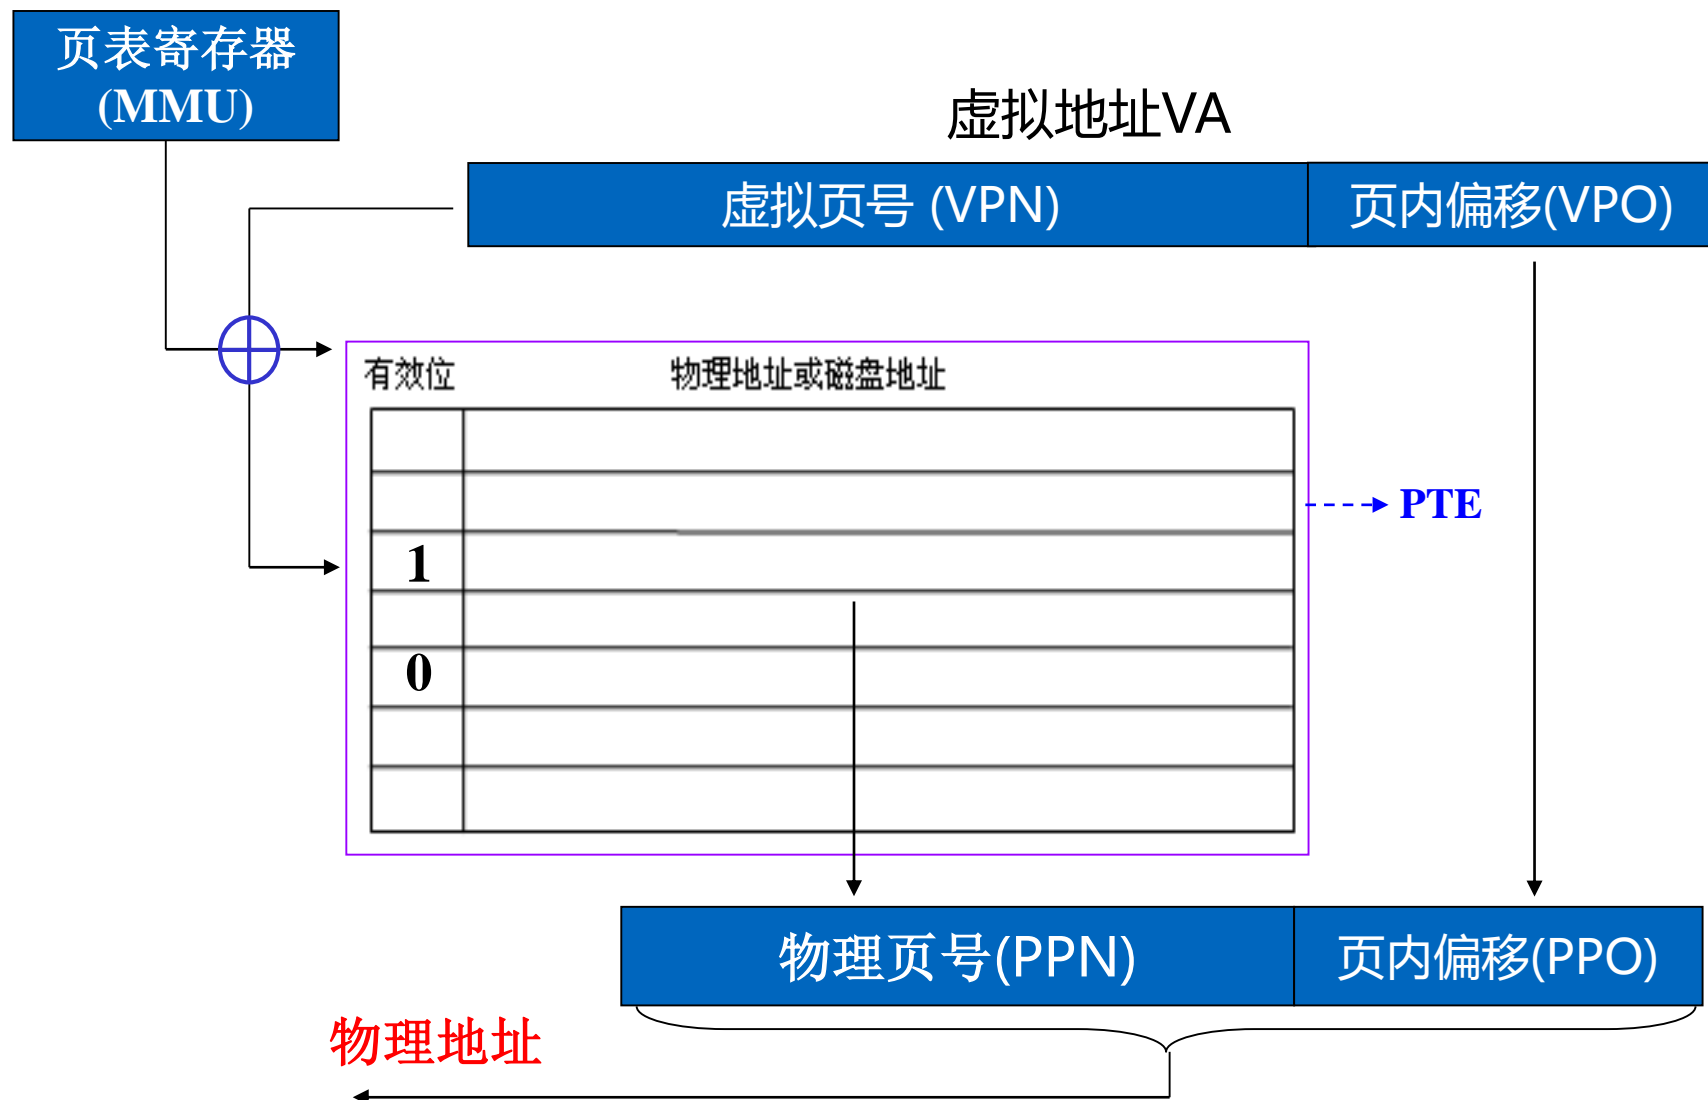 页表寄存器
(MMU)
虚拟地址VA
虚拟页号 (VPN)
页内偏移(VPO)
有效位
物理地址或磁盘地址
PTE
1
0
物理页号(PPN)
页内偏移(PPO)
物理地址